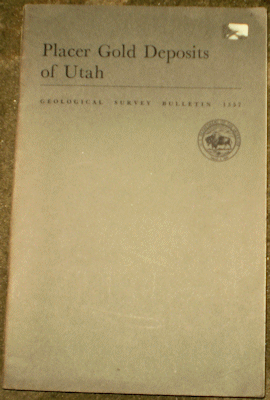 Placer Gold Deposits
of Utah
GEOLOGICAL SURVEY BULLETIN 1357